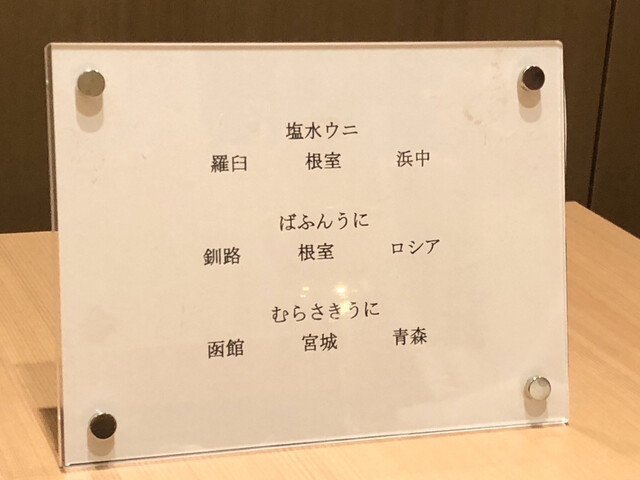 塩水ウニ
羅臼 根室 浜中
ばふんうに
釧路 根室 ロシア
むらさきうに
函館 宮城 青森